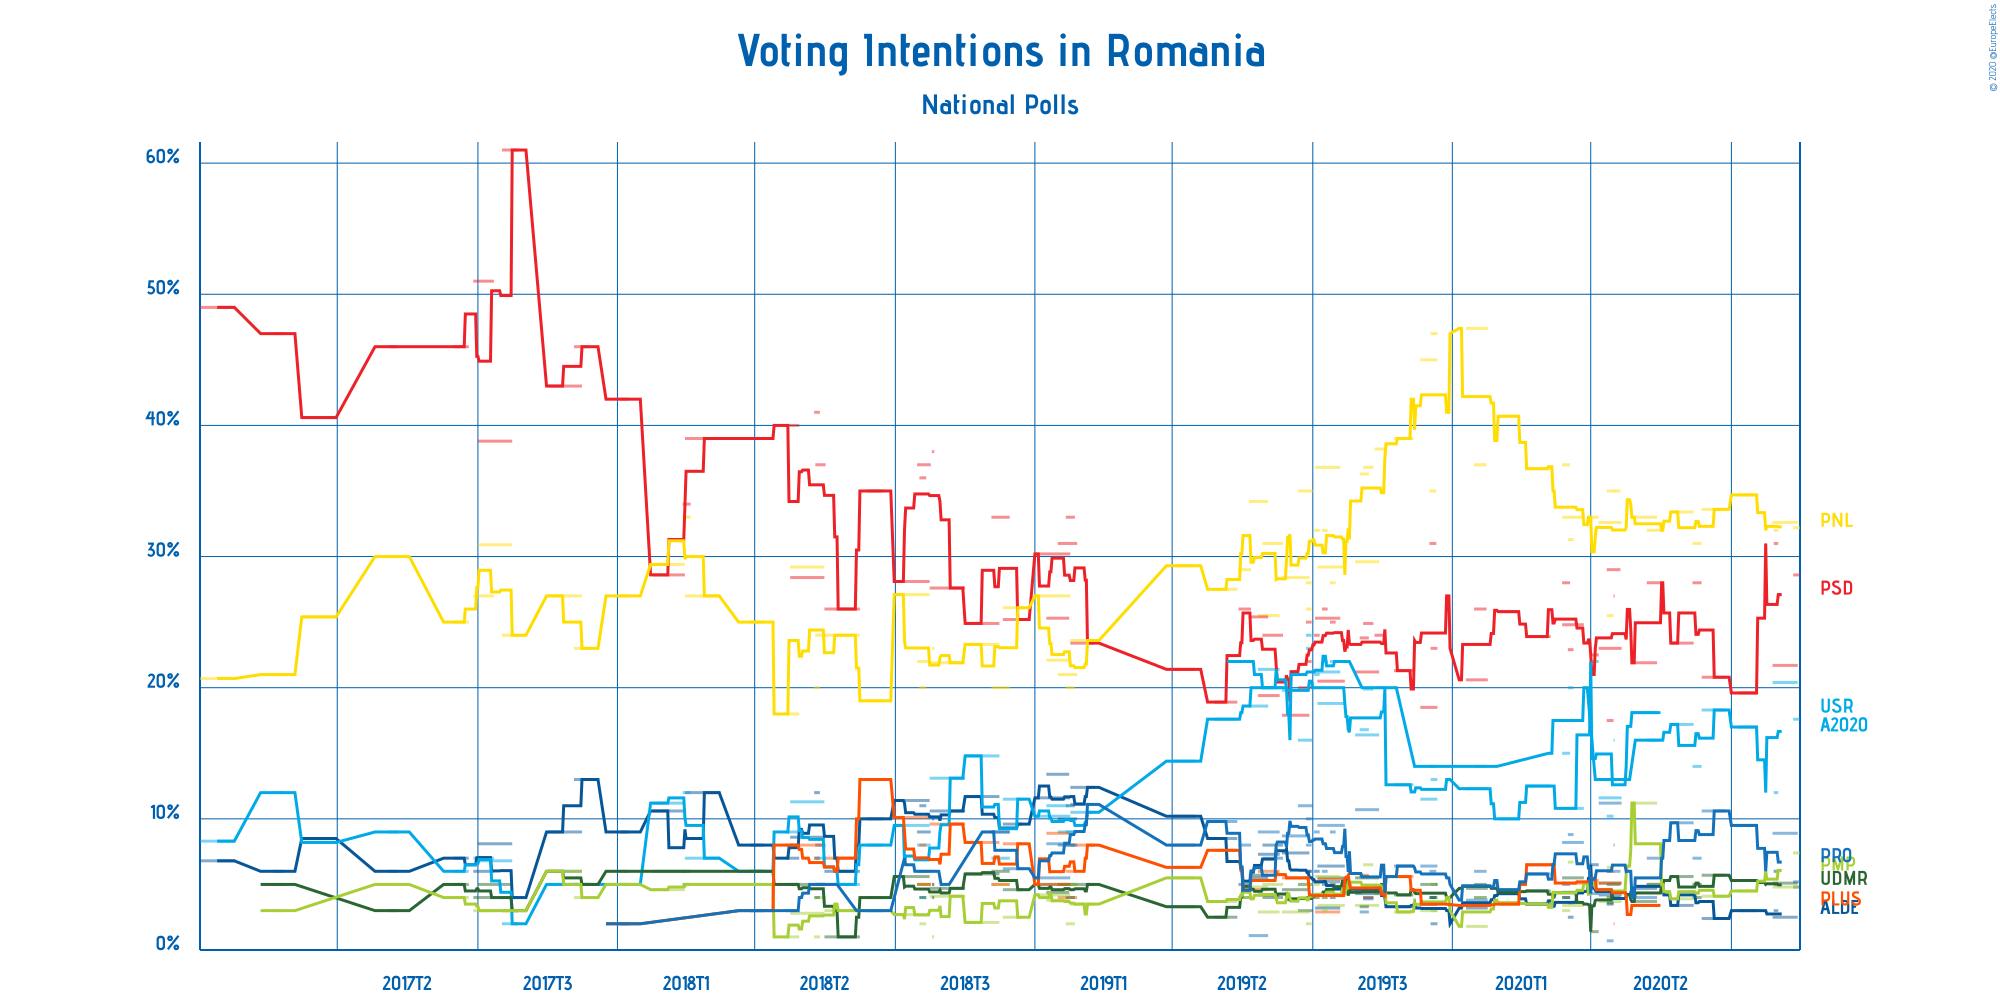 © 2020 @EuropeElects
Voting Intentions in Romania
National Polls
60%
50%
40%
30%
20%
10%
0%
PNL
PSD
USR
A2020
PRO
PMP
UDMR
PLUS
ALDE
2017T2 2017T3 2018T1 2018T2 2018T3 2019T1 2019T2 2019T3 2020T1 2020T2